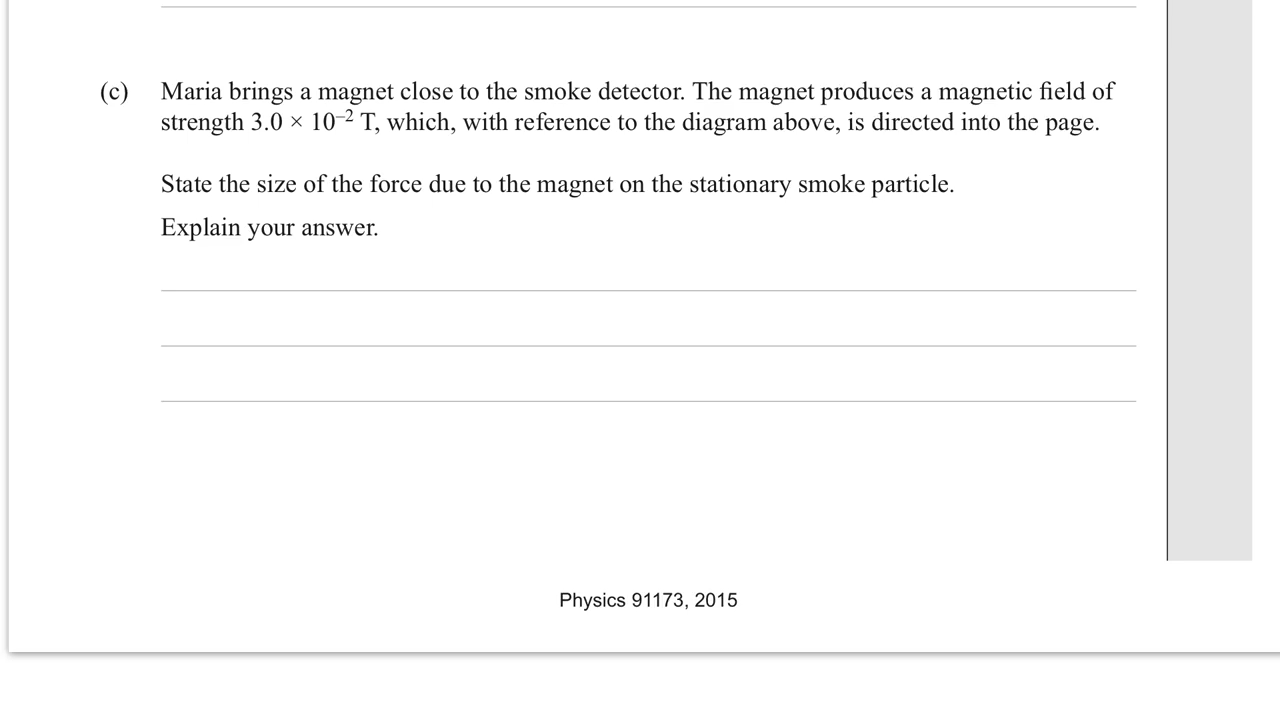 (c) Maria brings a magnet close to the smoke detector. The magnet produces a magnetic field of
strength 3.0 × 10⁻² T, which, with reference to the diagram above, is directed into the page.
State the size of the force due to the magnet on the stationary smoke particle.
Explain your answer.
Physics 91173, 2015